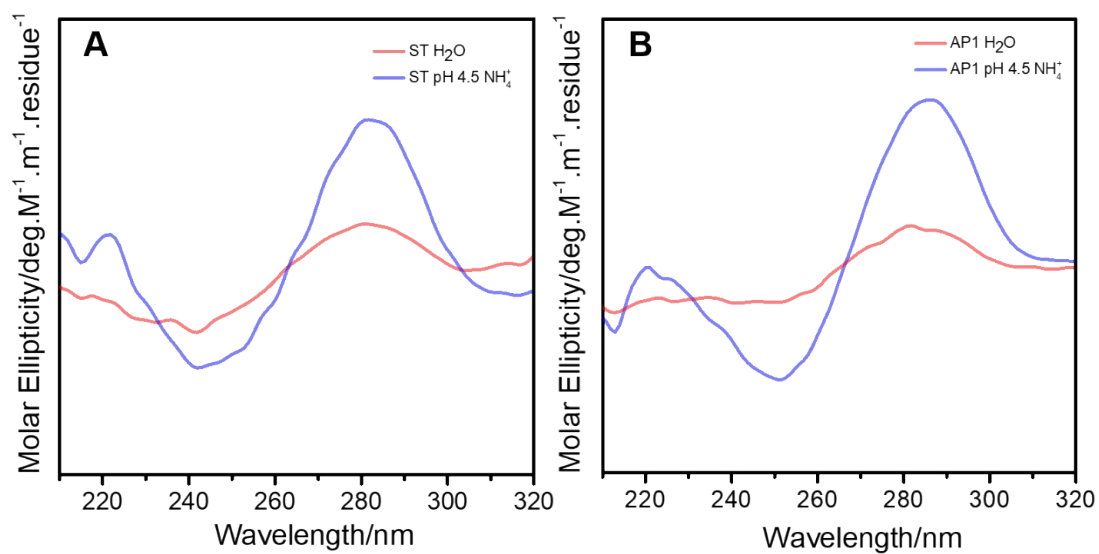 A
ST H₂O
ST pH 4.5 NH₄⁺
Molar Ellipticity/deg.M⁻¹.m⁻¹.residue⁻¹
220 240 260 280 300 320
Wavelength/nm
B
AP1 H₂O
AP1 pH 4.5 NH₄⁺
Molar Ellipticity/deg.M⁻¹.m⁻¹.residue⁻¹
220 240 260 280 300 320
Wavelength/nm